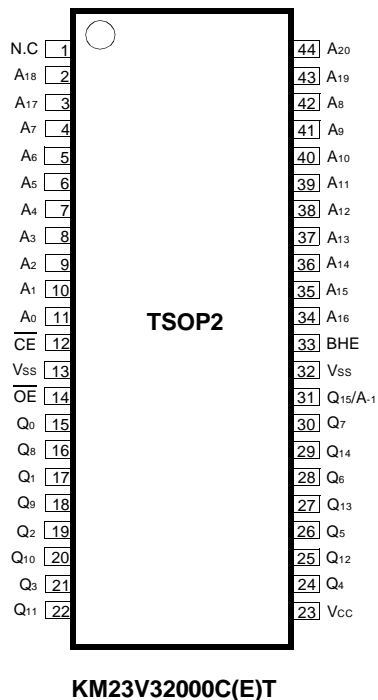 N.C 1 44 A20
A18 2 43 A19
A17 3 42 A8
A7 4 41 A9
A6 5 40 A10
A5 6 39 A11
A4 7 38 A12
A3 8 37 A13
A2 9 36 A14
A1 10 35 A15
A0 11 34 A16
TSOP2
C̅E̅ 12 33 BHE
VSS 13 32 VSS
O̅E̅ 14 31 Q15/A-1
Q0 15 30 Q7
Q8 16 29 Q14
Q1 17 28 Q6
Q9 18 27 Q13
Q2 19 26 Q5
Q10 20 25 Q12
Q3 21 24 Q4
Q11 22 23 VCC
KM23V32000C(E)T